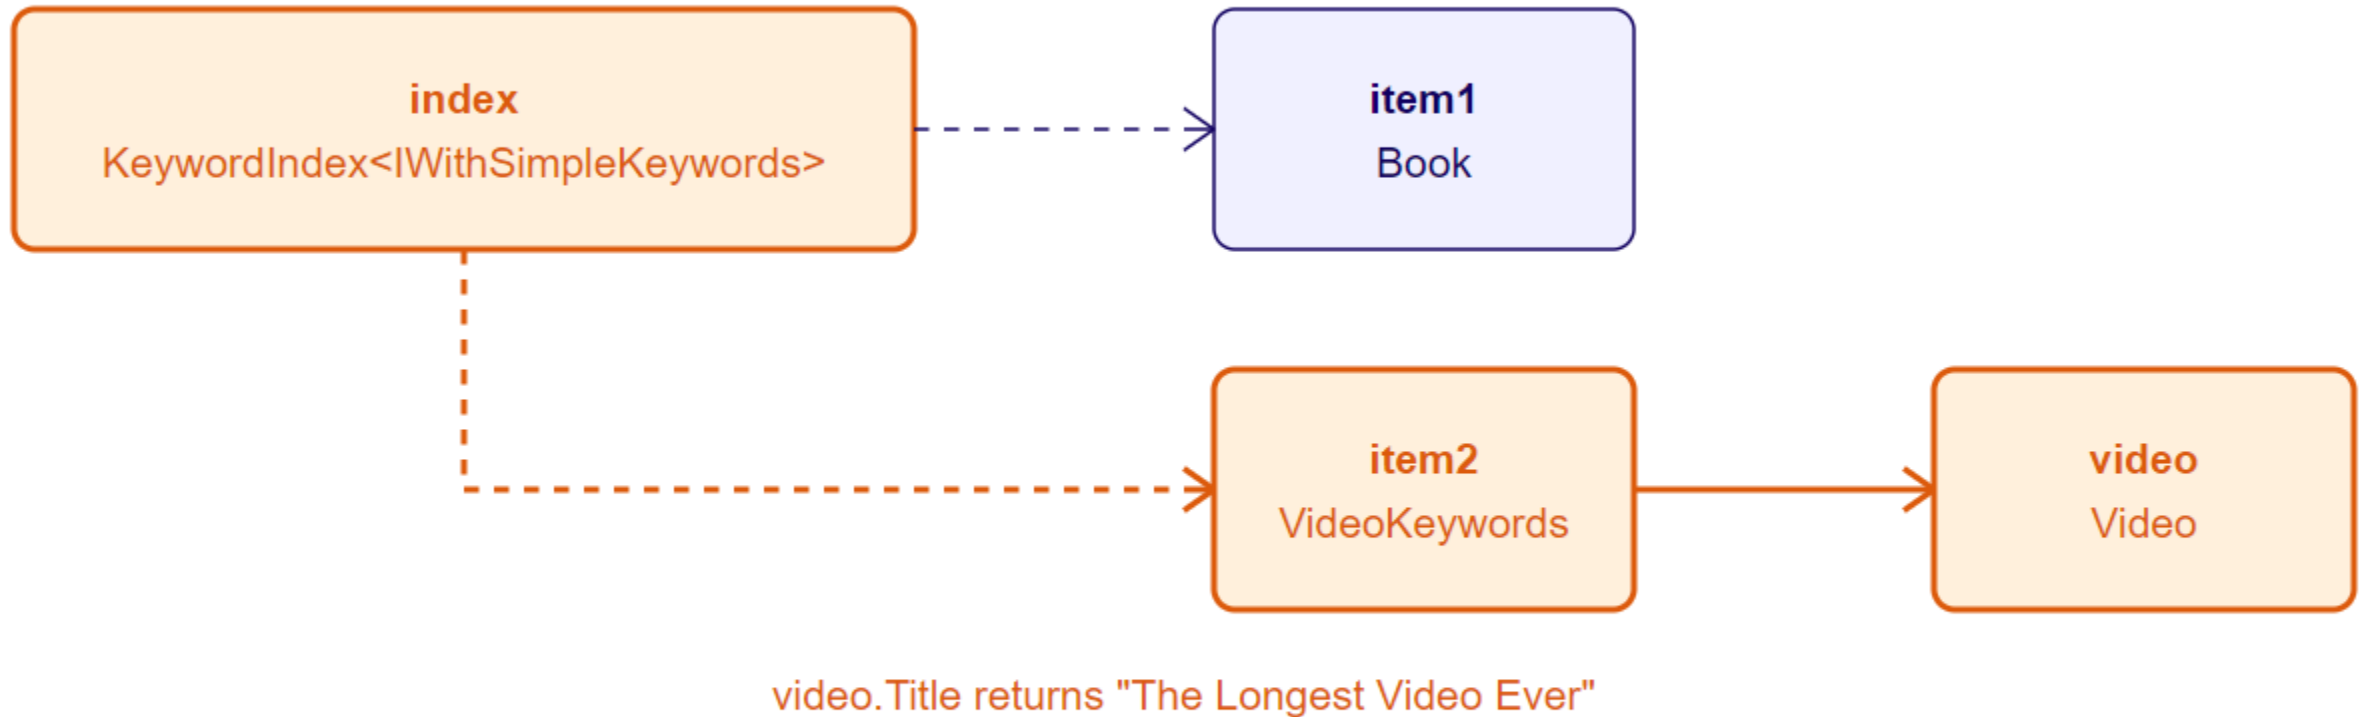 index
KeywordIndex<IWithSimpleKeywords>
item1
Book
item2
VideoKeywords
video
Video
video.Title returns "The Longest Video Ever"